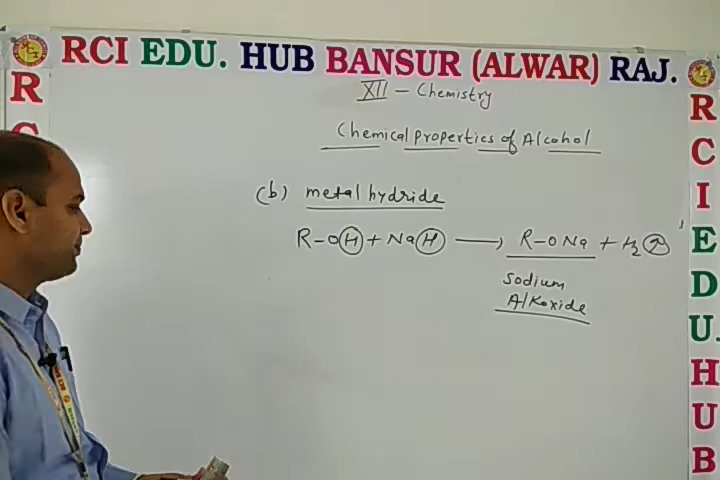 RCI EDU. HUB BANSUR (ALWAR) RAJ.
XII - Chemistry
Chemical properties of Alcohol
(b) metal hydride
R-OH + NaH ⟶ R-ONa + H₂↑
Sodium
Alkoxide
R
C
R
C
I
E
D
U.
H
U
B